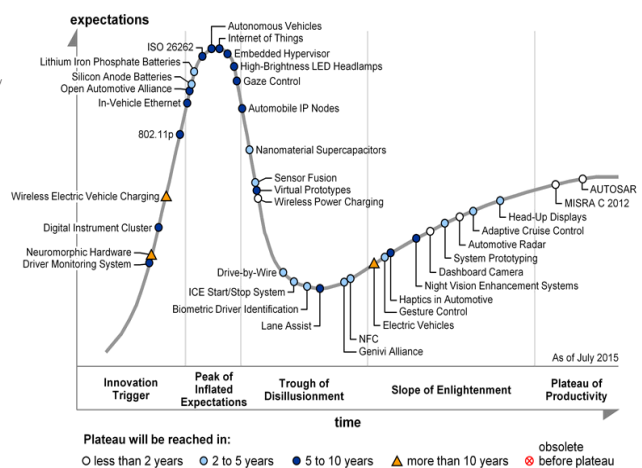 expectations
Autonomous Vehicles
Internet of Things
ISO 26262
Embedded Hypervisor
Lithium Iron Phosphate Batteries
High-Brightness LED Headlamps
Silicon Anode Batteries
Gaze Control
Open Automotive Alliance
In-Vehicle Ethernet
Automobile IP Nodes
802.11p
Nanomaterial Supercapacitors
Sensor Fusion
Virtual Prototypes
Wireless Electric Vehicle Charging
Wireless Power Charging
AUTOSAR
MISRA C 2012
Head-Up Displays
Digital Instrument Cluster
Adaptive Cruise Control
Automotive Radar
Neuromorphic Hardware
System Prototyping
Driver Monitoring System
Drive-by-Wire
Dashboard Camera
Night Vision Enhancement Systems
ICE Start/Stop System
Haptics in Automotive
Biometric Driver Identification
Gesture Control
Lane Assist
Electric Vehicles
NFC
Genivi Alliance
As of July 2015
Innovation
Trigger
Peak of
Inflated
Expectations
Trough of
Disillusionment
Slope of Enlightenment
Plateau of
Productivity
time
Plateau will be reached in:
less than 2 years
2 to 5 years
5 to 10 years
more than 10 years
obsolete
before plateau